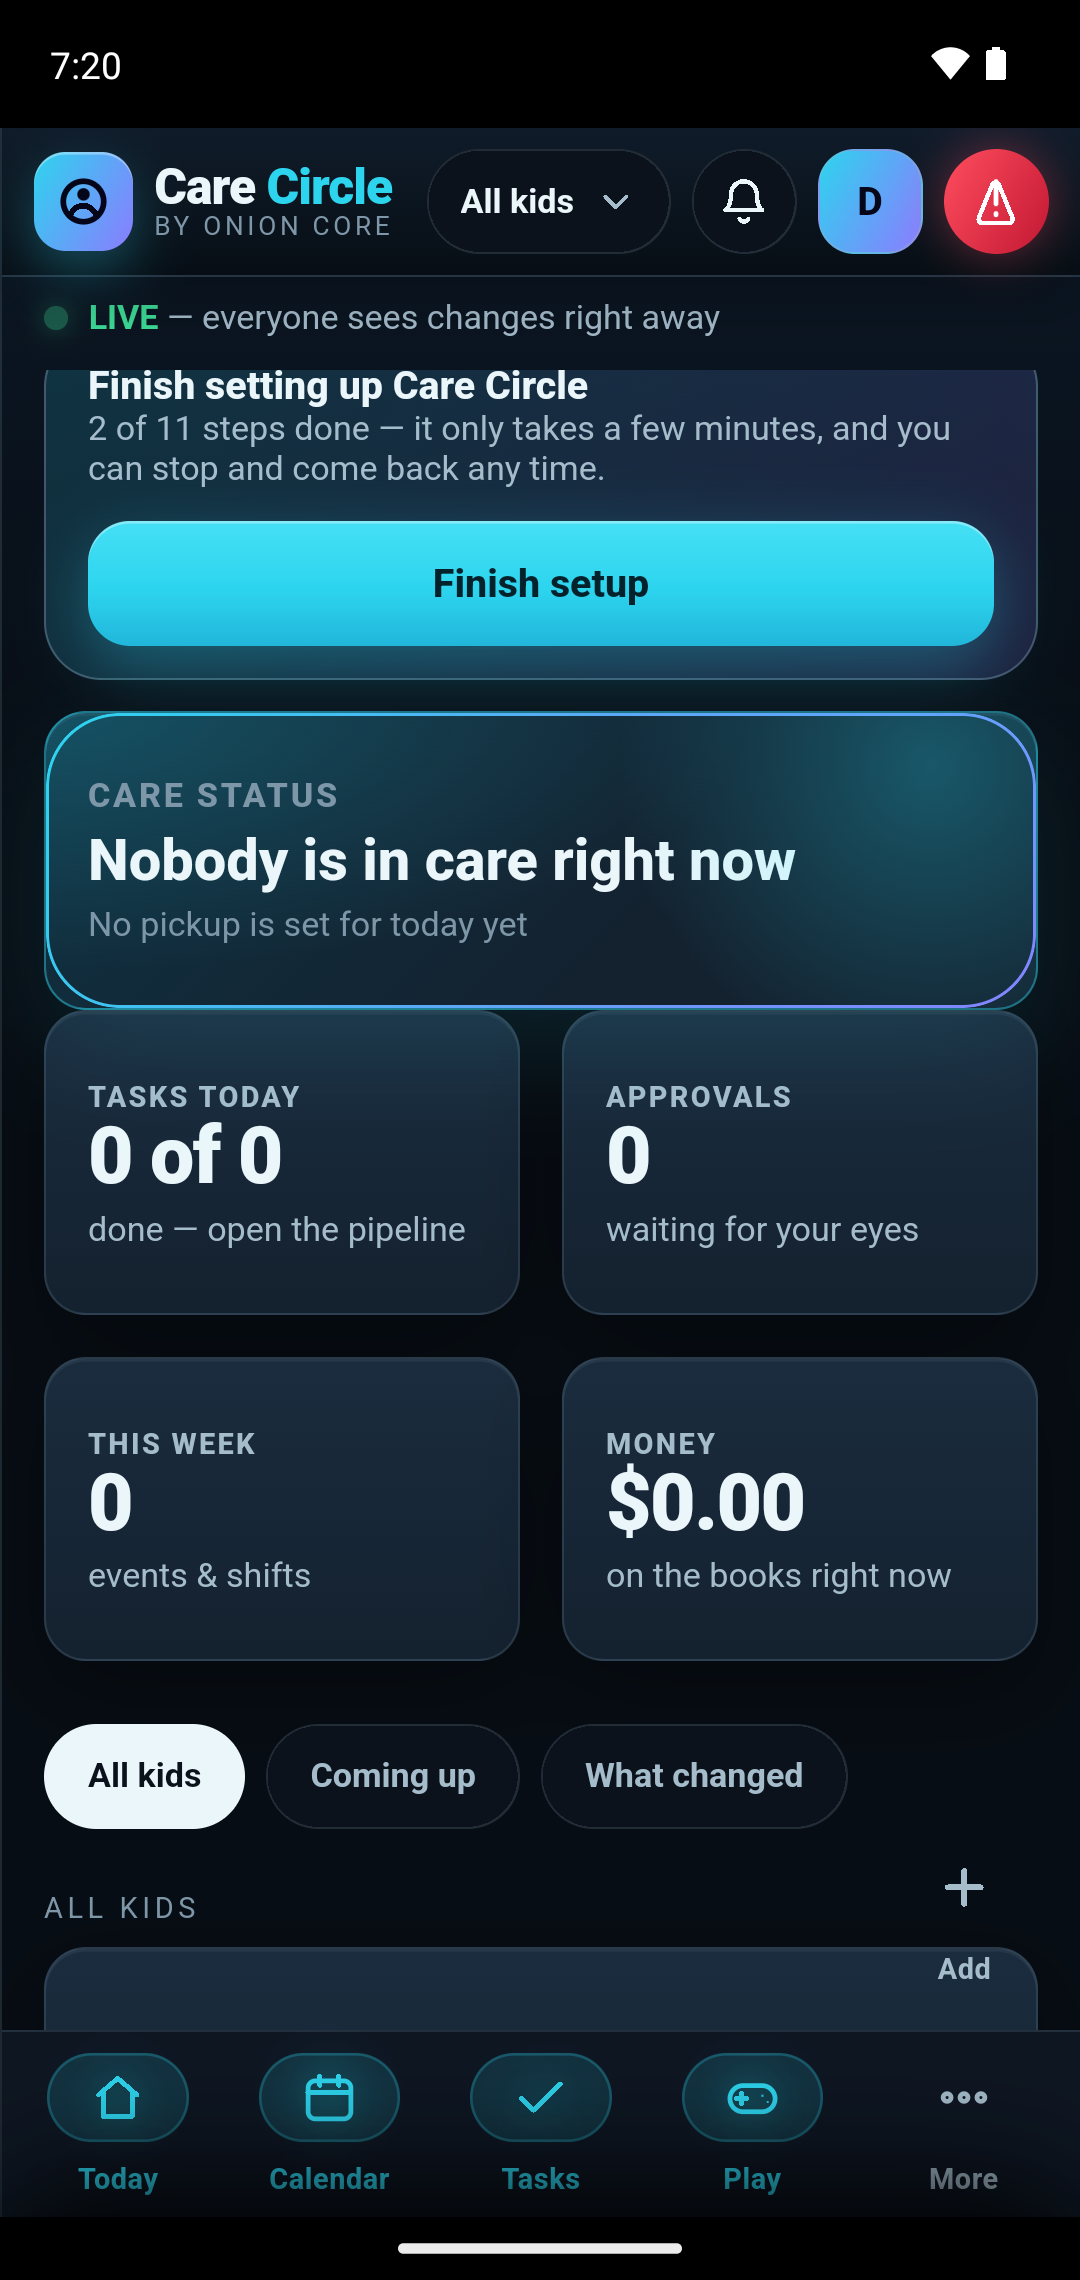 7:20
Care Circle
BY ONION CORE
All kids
D
LIVE — everyone sees changes right away
Finish setting up Care Circle
2 of 11 steps done — it only takes a few minutes, and you
can stop and come back any time.
Finish setup
CARE STATUS
Nobody is in care right now
No pickup is set for today yet
TASKS TODAY
0 of 0
done — open the pipeline
APPROVALS
0
waiting for your eyes
THIS WEEK
0
events & shifts
MONEY
$0.00
on the books right now
All kids
Coming up
What changed
ALL KIDS
Add
Today
Calendar
Tasks
Play
More